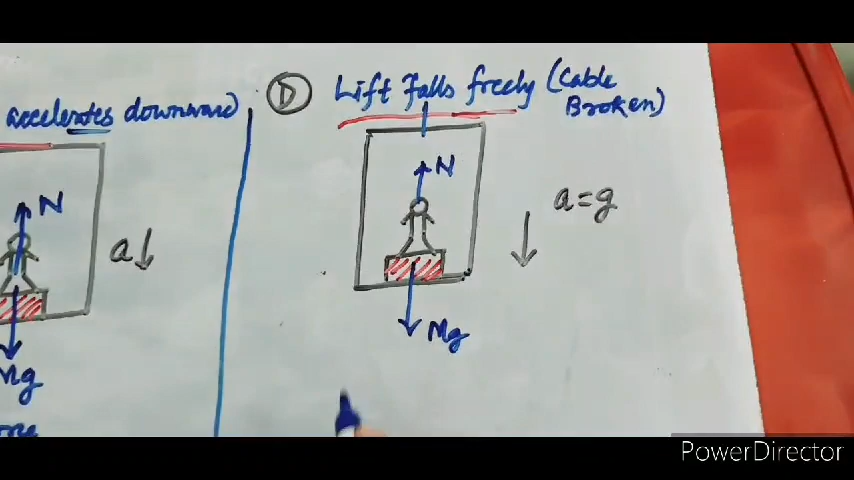 accelerates downward)
N
a
Mg
D Lift Falls freely (Cable
Broken)
N
a=g
Mg
PowerDirector